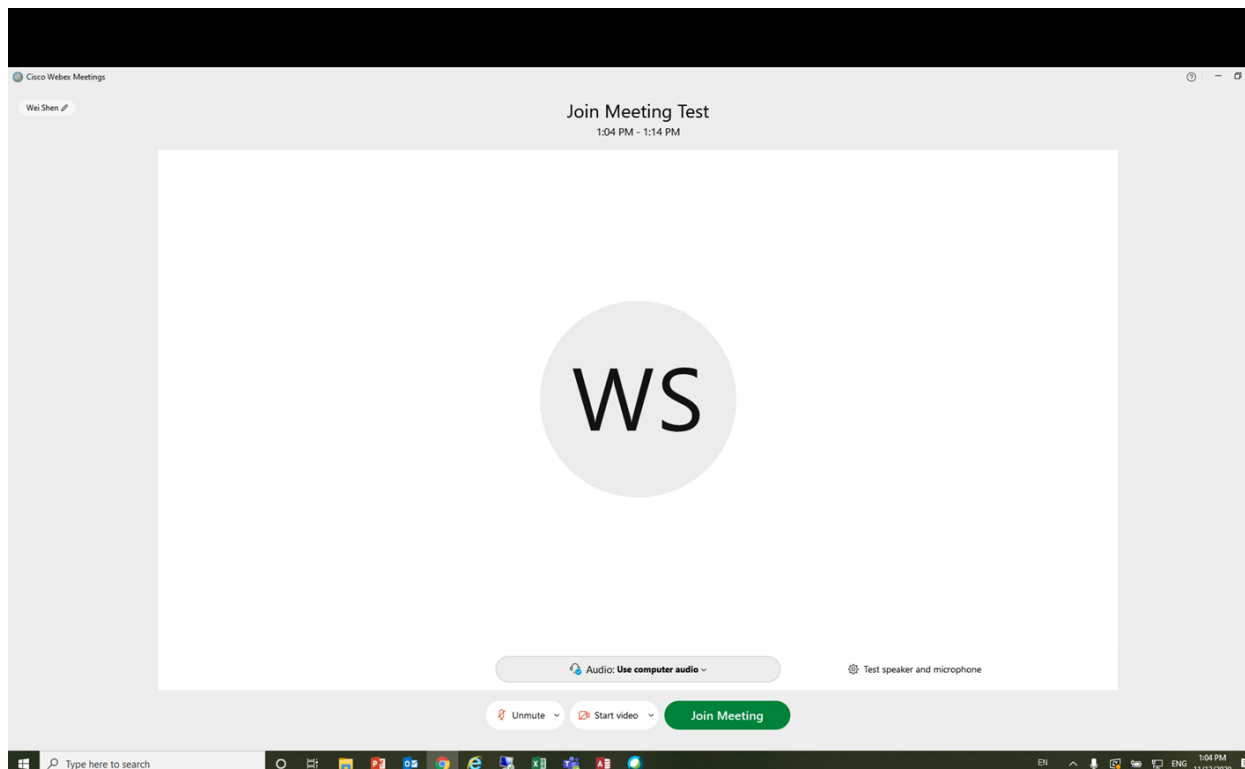 Cisco Webex Meetings
Wei Shen
Join Meeting Test
1:04 PM - 1:14 PM
WS
Audio: Use computer audio
Test speaker and microphone
Unmute
Start video
Join Meeting
Type here to search
EN
ENG
1:04 PM